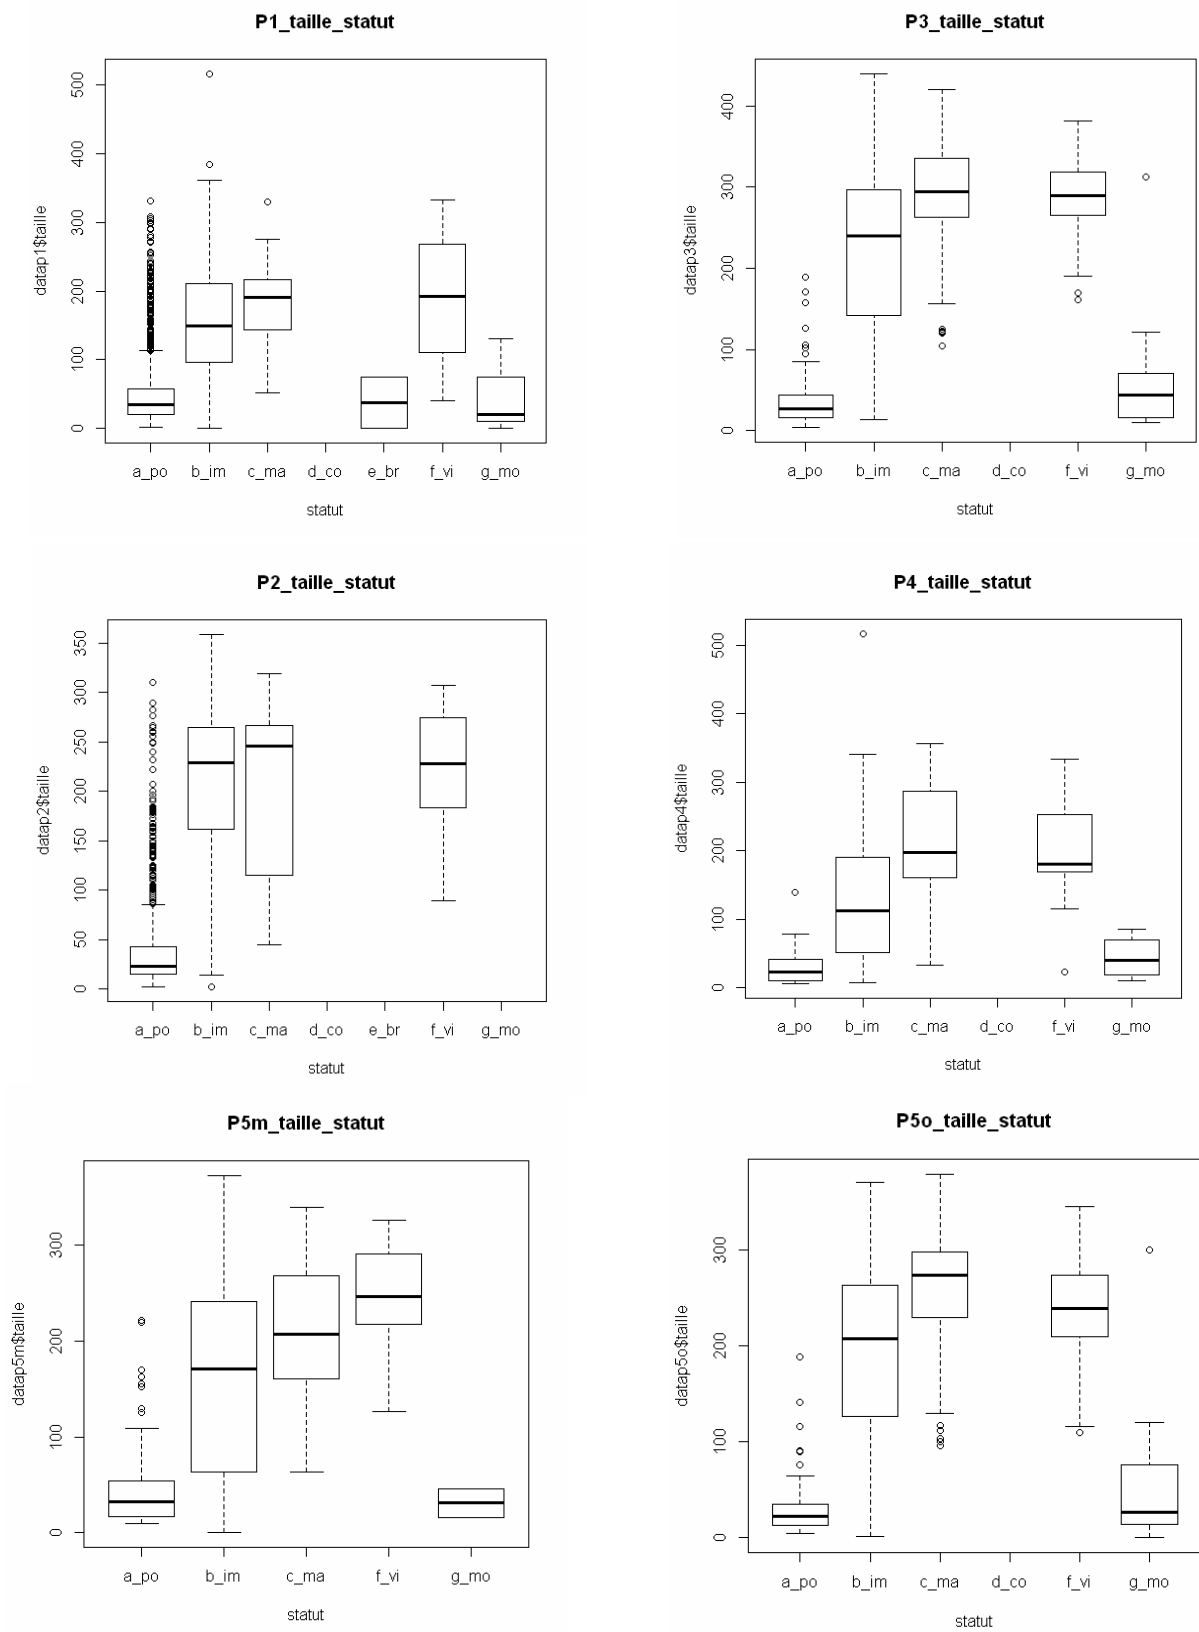 P1_taille_statut
datap1$taille
500
400
300
200
100
0
a_po b_im c_ma d_co e_br f_vi g_mo
statut
P3_taille_statut
datap3$taille
400
300
200
100
0
a_po b_im c_ma d_co f_vi g_mo
statut
P2_taille_statut
datap2$taille
350
300
250
200
150
100
50
0
a_po b_im c_ma d_co e_br f_vi g_mo
statut
P4_taille_statut
datap4$taille
500
400
300
200
100
0
a_po b_im c_ma d_co f_vi g_mo
statut
P5m_taille_statut
datap5m$taille
300
200
100
0
a_po b_im c_ma f_vi g_mo
statut
P5o_taille_statut
datap5o$taille
300
200
100
0
a_po b_im c_ma d_co f_vi g_mo
statut